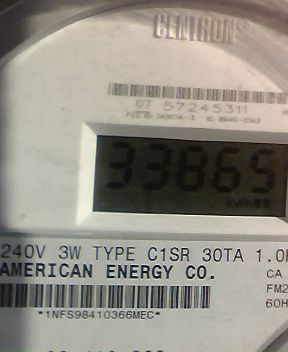 CENTRON®
07 57245311
33865
kWh
240V 3W TYPE C1SR 30TA 1.0
AMERICAN ENERGY CO.
CA
FM2
60H
*1NFS98410366MEC*